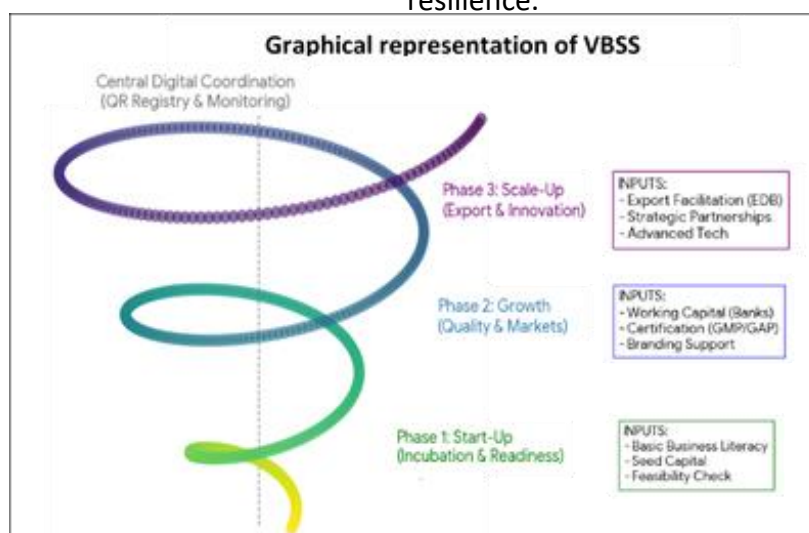 resilience.
Graphical representation of VBSS
Central Digital Coordination
(QR Registry & Monitoring)
Phase 3: Scale-Up
(Export & Innovation)
INPUTS:
- Export Facilitation (EDB)
- Strategic Partnerships
- Advanced Tech
Phase 2: Growth
(Quality & Markets)
INPUTS:
- Working Capital (Banks)
- Certification (GMP/GAP)
- Branding Support
Phase 1: Start-Up
(Incubation & Readiness)
INPUTS:
- Basic Business Literacy
- Seed Capital
- Feasibility Check